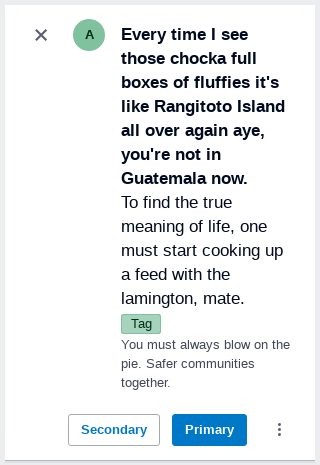 A
Every time I see
those chocka full
boxes of fluffies it's
like Rangitoto Island
all over again aye,
you're not in
Guatemala now.
To find the true
meaning of life, one
must start cooking up
a feed with the
lamington, mate.
Tag
You must always blow on the
pie. Safer communities
together.
Secondary
Primary